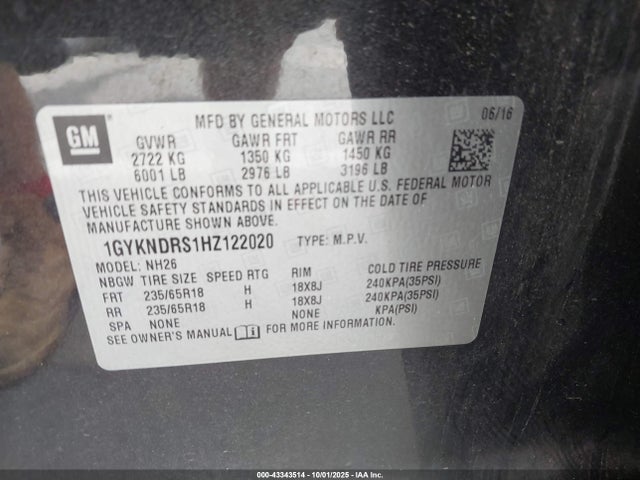 GM
MFD BY GENERAL MOTORS LLC 06/16
GVWR GAWR FRT GAWR RR
2722 KG 1350 KG 1450 KG
6001 LB 2976 LB 3196 LB
THIS VEHICLE CONFORMS TO ALL APPLICABLE U.S. FEDERAL MOTOR
VEHICLE SAFETY STANDARDS IN EFFECT ON THE DATE OF
MANUFACTURE SHOWN ABOVE.
1GYKNDRS1HZ122020 TYPE: M.P.V.
MODEL: NH26
NBGW TIRE SIZE SPEED RTG RIM COLD TIRE PRESSURE
FRT 235/65R18 H 18X8J 240KPA(35PSI)
RR 235/65R18 H 18X8J 240KPA(35PSI)
SPA NONE NONE KPA(PSI)
SEE OWNER'S MANUAL FOR MORE INFORMATION.
000-43343514 - 10/01/2025 - IAA Inc.